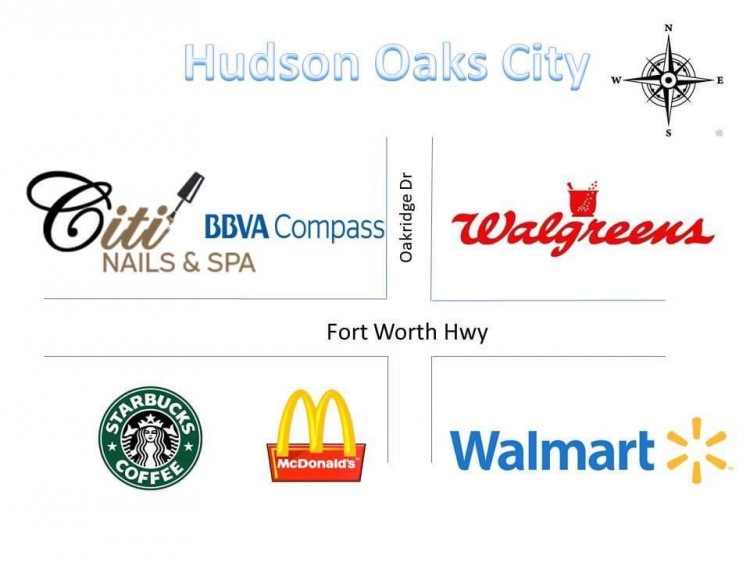 Hudson Oaks City
N
W
E
S
Citi
NAILS & SPA
BBVA Compass
Oakridge Dr
Walgreens
Fort Worth Hwy
STARBUCKS
COFFEE
McDonald's
Walmart